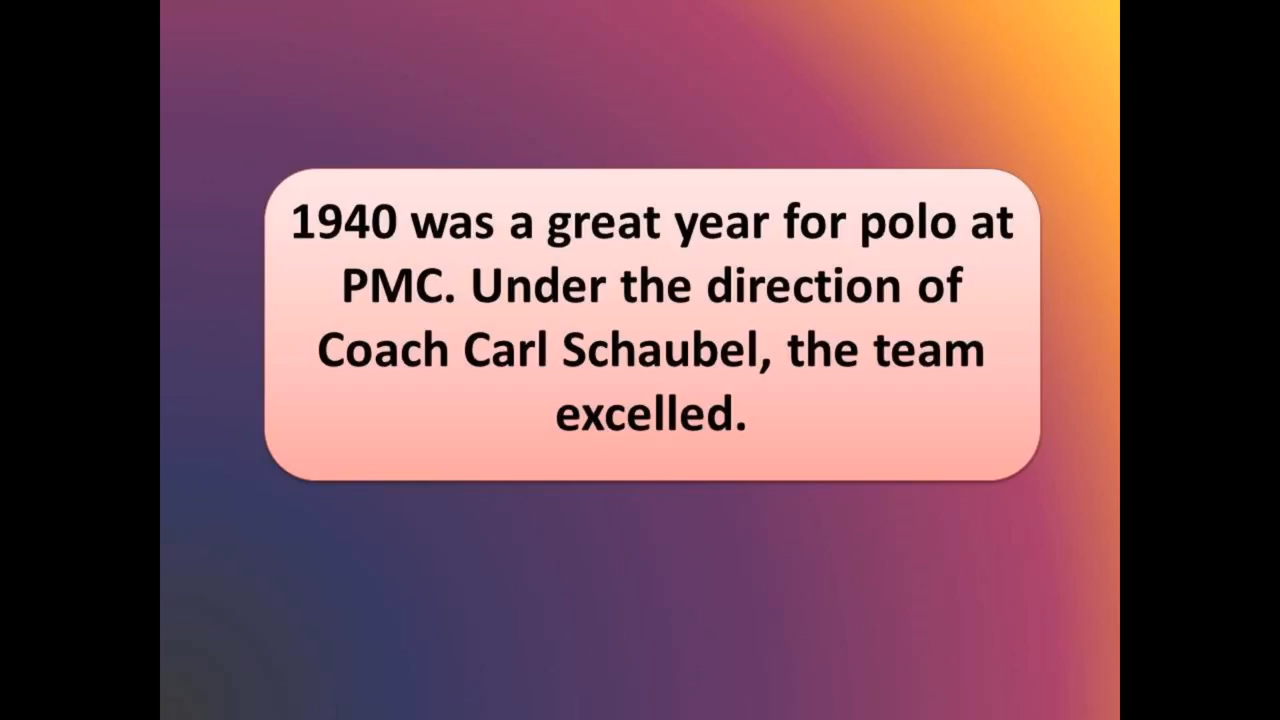 1940 was a great year for polo at
PMC. Under the direction of
Coach Carl Schaubel, the team
excelled.